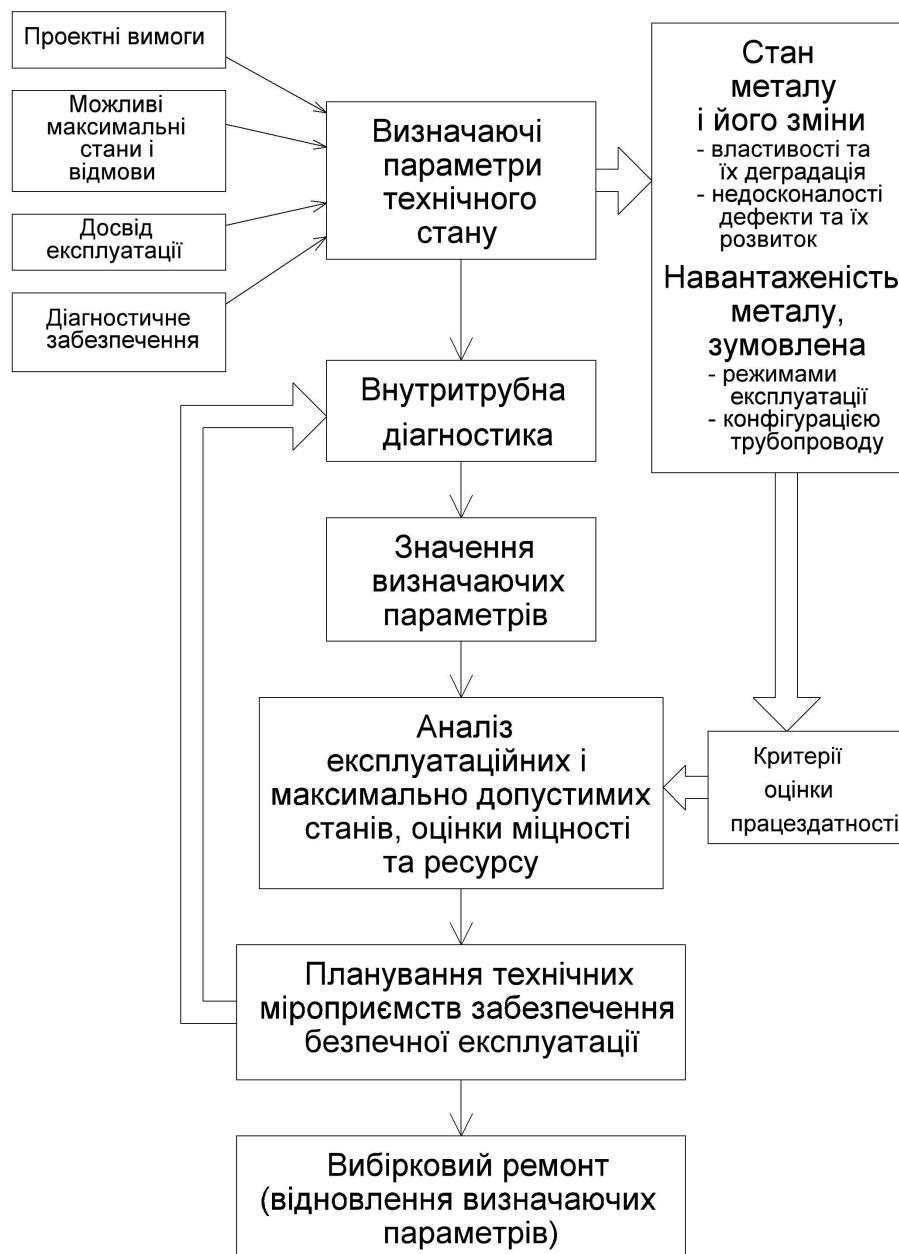 Проектні вимоги
Можливі
максимальні
стани і
відмови
Досвід
експлуатації
Діагностичне
забезпечення
Визначаючі
параметри
технічного
стану
Стан
металу
і його зміни
- властивості та
їх деградація
- недосконалості
дефекти та їх
розвиток
Навантаженість
металу,
зумовлена
- режимами
експлуатації
- конфігурацією
трубопроводу
Внутритрубна
діагностика
Значення
визначаючих
параметрів
Аналіз
експлуатаційних і
максимально допустимих
станів, оцінки міцності
та ресурсу
Критерії
оцінки
працездатності
Планування технічних
міроприємств забезпечення
безпечної експлуатації
Вибірковий ремонт
(відновлення визначаючих
параметрів)